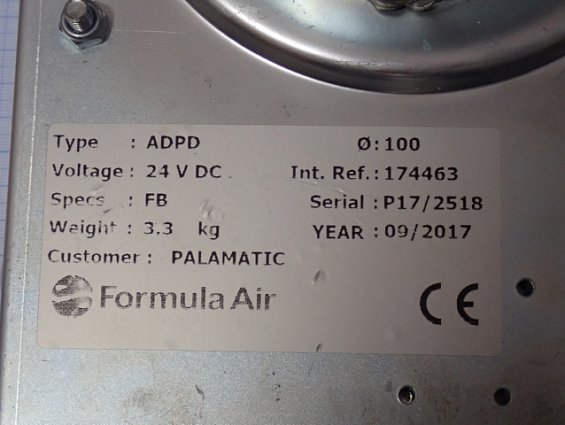 Type : ADPD Ø: 100
Voltage : 24 V DC Int. Ref. : 174463
Specs : FB Serial : P17/2518
Weight : 3.3 kg YEAR : 09/2017
Customer : PALAMATIC
Formula Air CE